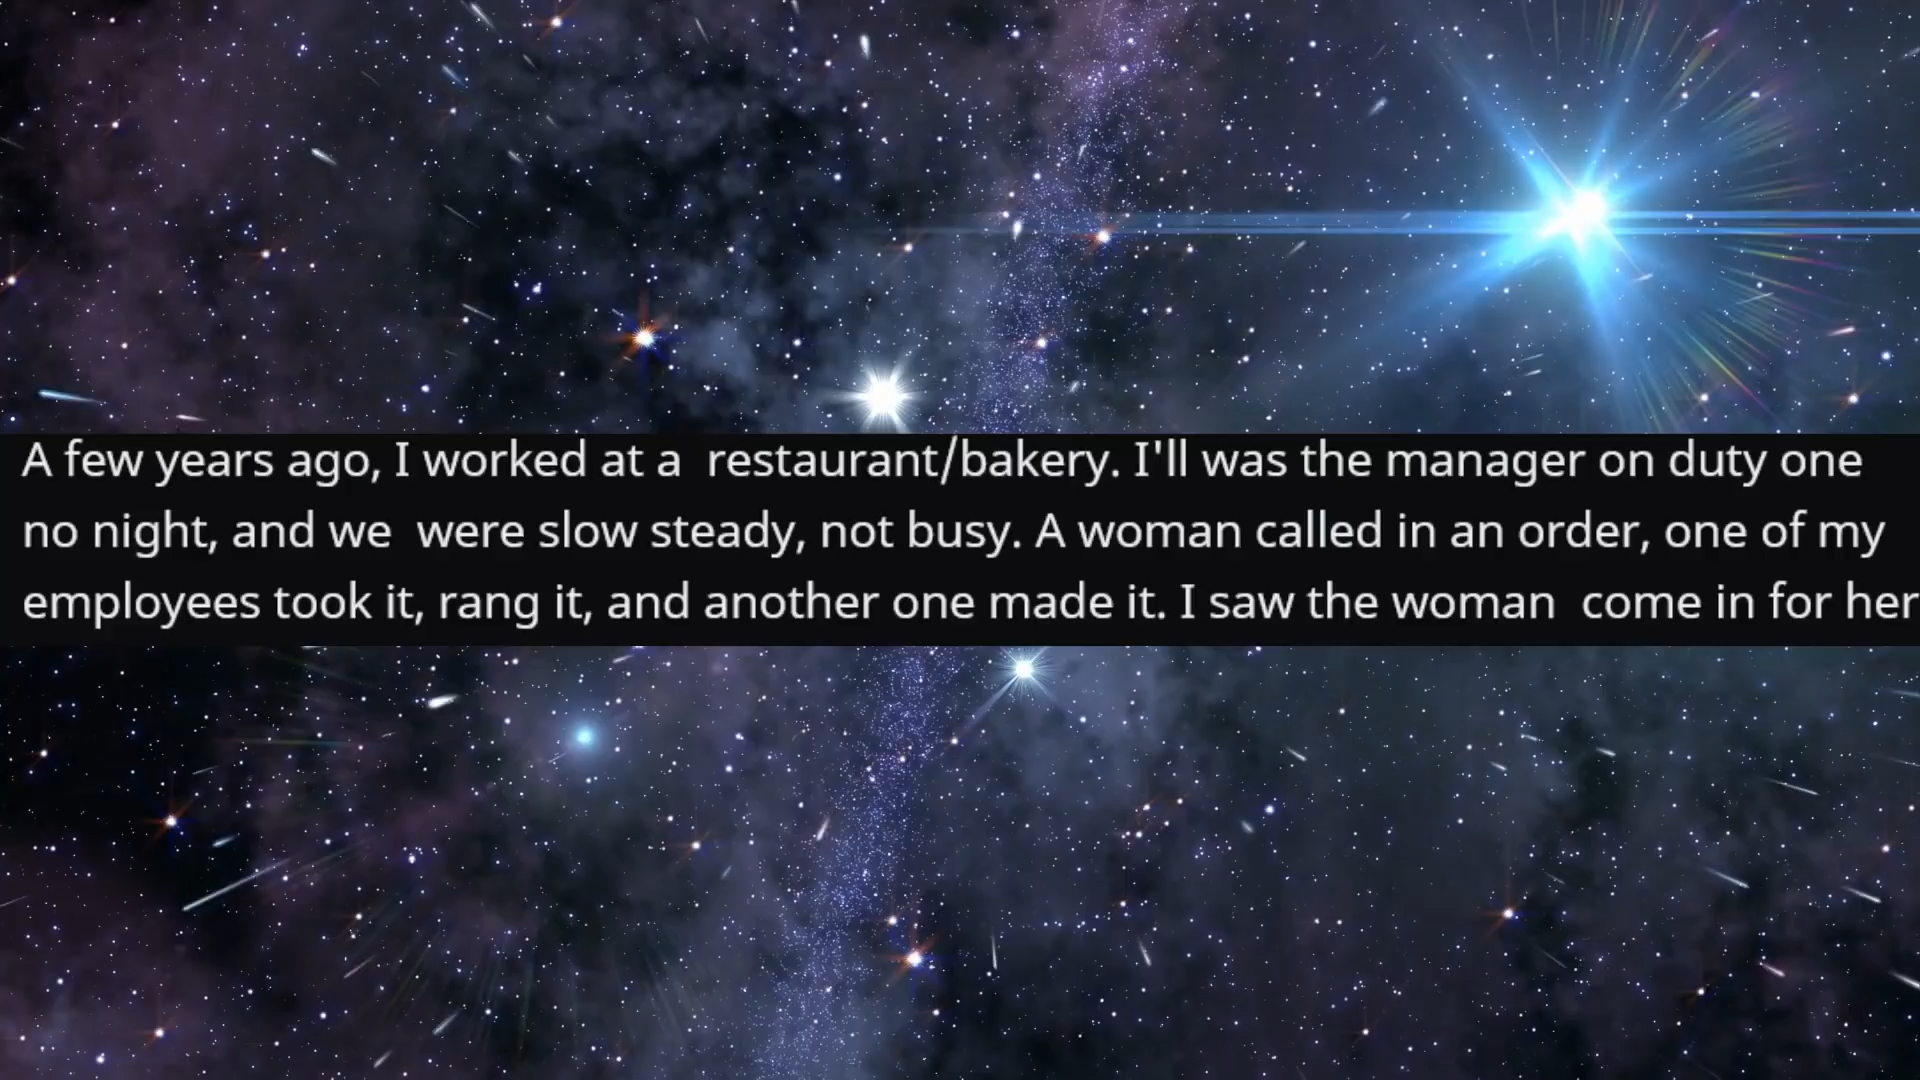 A few years ago, I worked at a  restaurant/bakery. I'll was the manager on duty one
no night, and we  were slow steady, not busy. A woman called in an order, one of my
employees took it, rang it, and another one made it. I saw the woman  come in for her